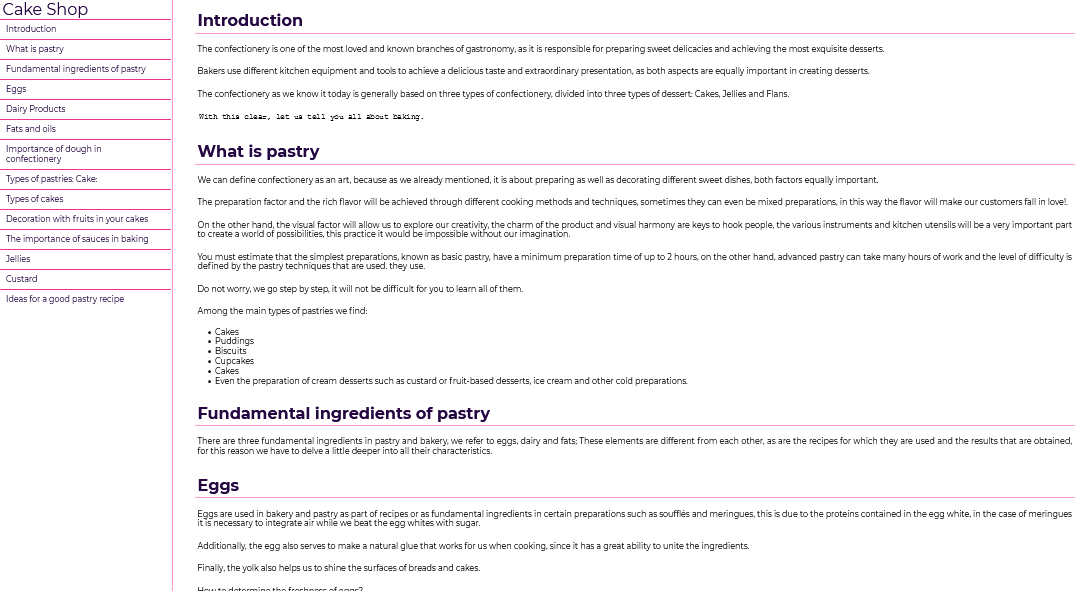 Cake Shop
Introduction
What is pastry
Fundamental ingredients of pastry
Eggs
Dairy Products
Fats and oils
Importance of dough in
confectionery
Types of pastries: Cake:
Types of cakes
Decoration with fruits in your cakes
The importance of sauces in baking
Jellies
Custard
Ideas for a good pastry recipe
Introduction
The confectionery is one of the most loved and known branches of gastronomy, as it is responsible for preparing sweet delicacies and achieving the most exquisite desserts.
Bakers use different kitchen equipment and tools to achieve a delicious taste and extraordinary presentation, as both aspects are equally important in creating desserts.
The confectionery as we know it today is generally based on three types of confectionery, divided into three types of dessert: Cakes, Jellies and Flans.
With this clear, let us tell you all about baking.
What is pastry
We can define confectionery as an art, because as we already mentioned, it is about preparing as well as decorating different sweet dishes, both factors equally important.
The preparation factor and the rich flavor will be achieved through different cooking methods and techniques, sometimes they can even be mixed preparations, in this way the flavor will make our customers fall in love!.
On the other hand, the visual factor will allow us to explore our creativity, the charm of the product and visual harmony are keys to hook people, the various instruments and kitchen utensils will be a very important part
to create a world of possibilities, this practice it would be impossible without our imagination.
You must estimate that the simplest preparations, known as basic pastry, have a minimum preparation time of up to 2 hours, on the other hand, advanced pastry can take many hours of work and the level of difficulty is
defined by the pastry techniques that are used. they use.
Do not worry, we go step by step, it will not be difficult for you to learn all of them.
Among the main types of pastries we find:
• Cakes
• Puddings
• Biscuits
• Cupcakes
• Cakes
• Even the preparation of cream desserts such as custard or fruit-based desserts, ice cream and other cold preparations.
Fundamental ingredients of pastry
There are three fundamental ingredients in pastry and bakery, we refer to eggs, dairy and fats; These elements are different from each other, as are the recipes for which they are used and the results that are obtained,
for this reason we have to delve a little deeper into all their characteristics.
Eggs
Eggs are used in bakery and pastry as part of recipes or as fundamental ingredients in certain preparations such as soufflés and meringues, this is due to the proteins contained in the egg white, in the case of meringues
it is necessary to integrate air while we beat the egg whites with sugar.
Additionally, the egg also serves to make a natural glue that works for us when cooking, since it has a great ability to unite the ingredients.
Finally, the yolk also helps us to shine the surfaces of breads and cakes.
How to determine the freshness of eggs?